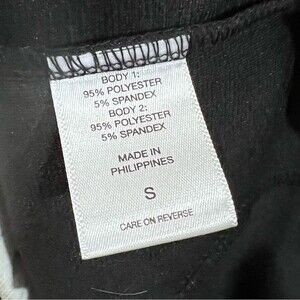 BODY 1:
95% POLYESTER
5% SPANDEX
BODY 2:
95% POLYESTER
5% SPANDEX
MADE IN
PHILIPPINES
S
CARE ON REVERSE